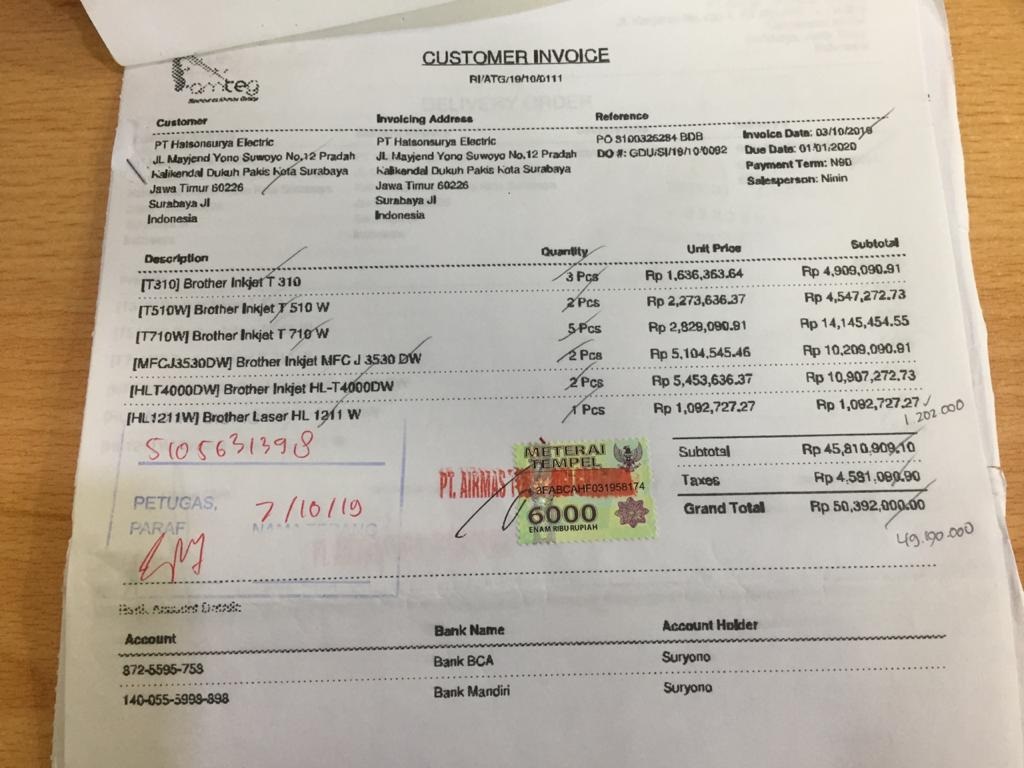 CUSTOMER INVOICE
RI/ATG/19/10/0111
Customer
PT Hatsonsurya Electric
JL Mayjend Yono Suwoyo No,12 Pradah
Kalikendal Dukuh Pakis Kota Surabaya
Jawa Timur 60226
Surabaya JI
Indonesia
Invoicing Address
PT Hatsonsurya Electric
JL Mayjend Yono Suwoyo No,12 Pradah
Kalikendal Dukuh Pakis Kota Surabaya
Jawa Timur 60226
Surabaya JI
Indonesia
Reference
PO 3100326284 BDB
DO #: GDU/SI/19/10/0092
Invoice Date: 03/10/2019
Due Date: 01/01/2020
Payment Term: N90
Salesperson: Ninin
Description Quantity Unit Price Subtotal
[T310] Brother Inkjet T 310 3 Pcs Rp 1,636,363.64 Rp 4,909,090.91
[T510W] Brother Inkjet T 510 W 2 Pcs Rp 2,273,636.37 Rp 4,547,272.73
[T710W] Brother Inkjet T 710 W 5 Pcs Rp 2,829,090.91 Rp 14,145,454.55
[MFCJ3530DW] Brother Inkjet MFC J 3530 DW 2 Pcs Rp 5,104,545.46 Rp 10,209,090.91
[HLT4000DW] Brother Inkjet HL-T4000DW 2 Pcs Rp 5,453,636.37 Rp 10,907,272.73
[HL1211W] Brother Laser HL 1211 W 1 Pcs Rp 1,092,727.27 Rp 1,092,727.27
1.202.000
5105631398
PETUGAS,
7/10/19
PARAF
NAMA TERANG
PT. AIRMAS
METERAI
TEMPEL
3FABCAHF031958174
6000
ENAM RIBU RUPIAH
Subtotal Rp 45,810,909.10
Taxes Rp 4,581,090.90
Grand Total Rp 50,392,000.00
49.190.000
Bank Account Details
Account Bank Name Account Holder
872-5595-753 Bank BCA Suryono
140-055-5998-898 Bank Mandiri Suryono